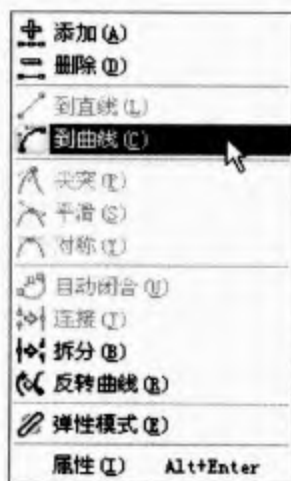 添加(A)
删除(D)
到直线(L)
到曲线(C)
尖突(P)
平滑(S)
对称(Y)
自动闭合(U)
连接(J)
拆分(B)
反转曲线(R)
弹性模式(E)
属性(I) Alt+Enter